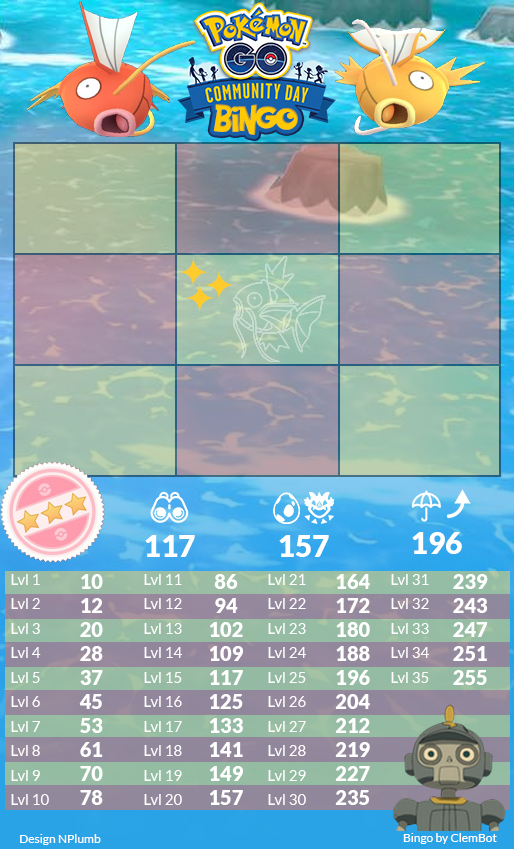 Pokémon
GO
COMMUNITY DAY
BINGO
117 157 196
Lvl 1 10 Lvl 11 86 Lvl 21 164 Lvl 31 239
Lvl 2 12 Lvl 12 94 Lvl 22 172 Lvl 32 243
Lvl 3 20 Lvl 13 102 Lvl 23 180 Lvl 33 247
Lvl 4 28 Lvl 14 109 Lvl 24 188 Lvl 34 251
Lvl 5 37 Lvl 15 117 Lvl 25 196 Lvl 35 255
Lvl 6 45 Lvl 16 125 Lvl 26 204
Lvl 7 53 Lvl 17 133 Lvl 27 212
Lvl 8 61 Lvl 18 141 Lvl 28 219
Lvl 9 70 Lvl 19 149 Lvl 29 227
Lvl 10 78 Lvl 20 157 Lvl 30 235
Design NPlumb Bingo by ClemBot